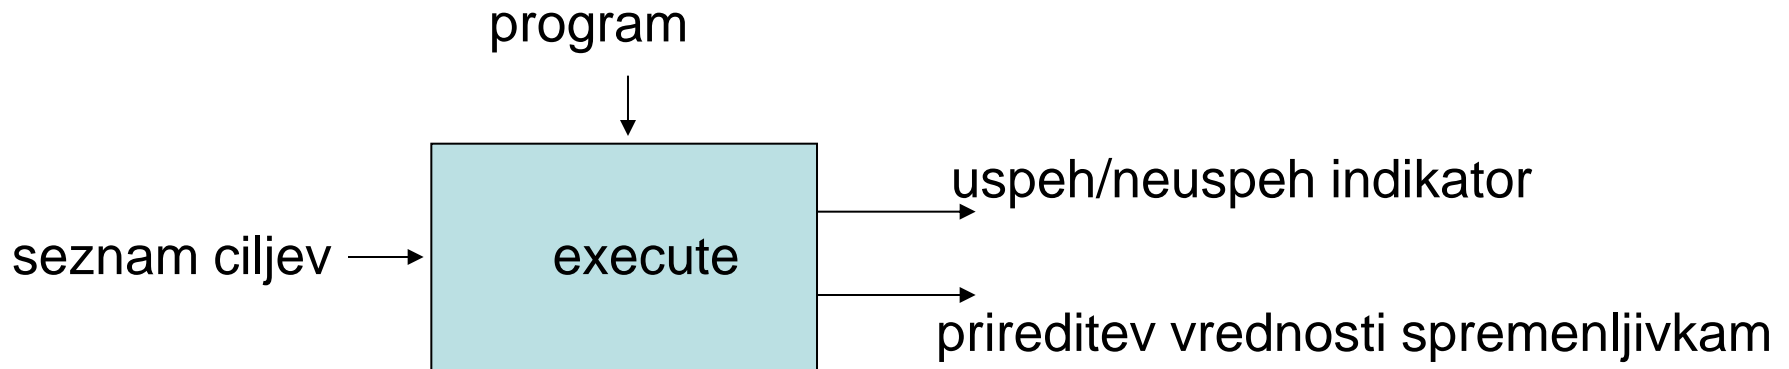 program
uspeh/neuspeh indikator
seznam ciljev
execute
prireditev vrednosti spremenljivkam